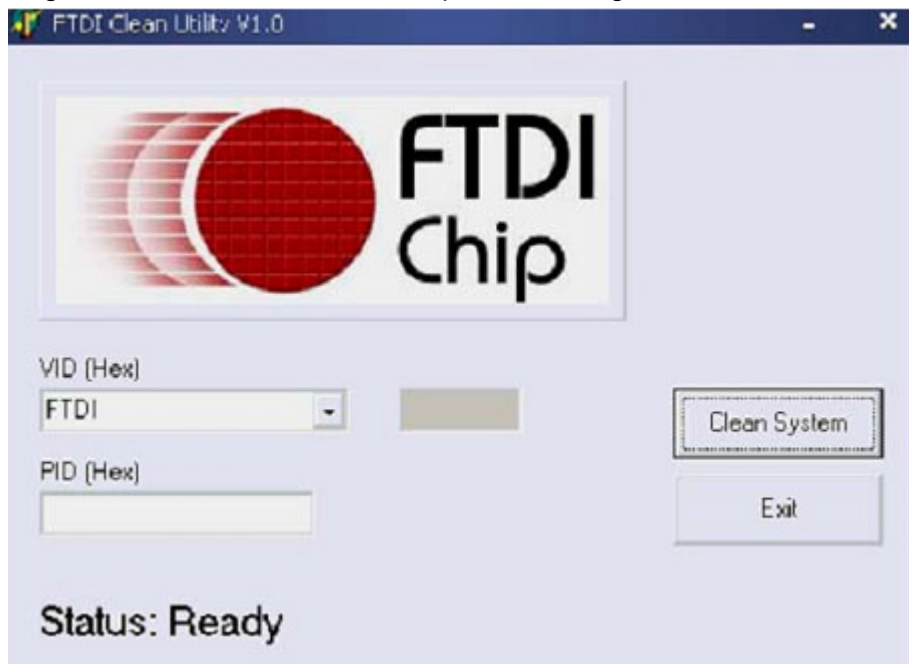 FTDI Clean Utility V1.0
FTDI
Chip
VID (Hex)
FTDI
Clean System
PID (Hex)
Exit
Status: Ready